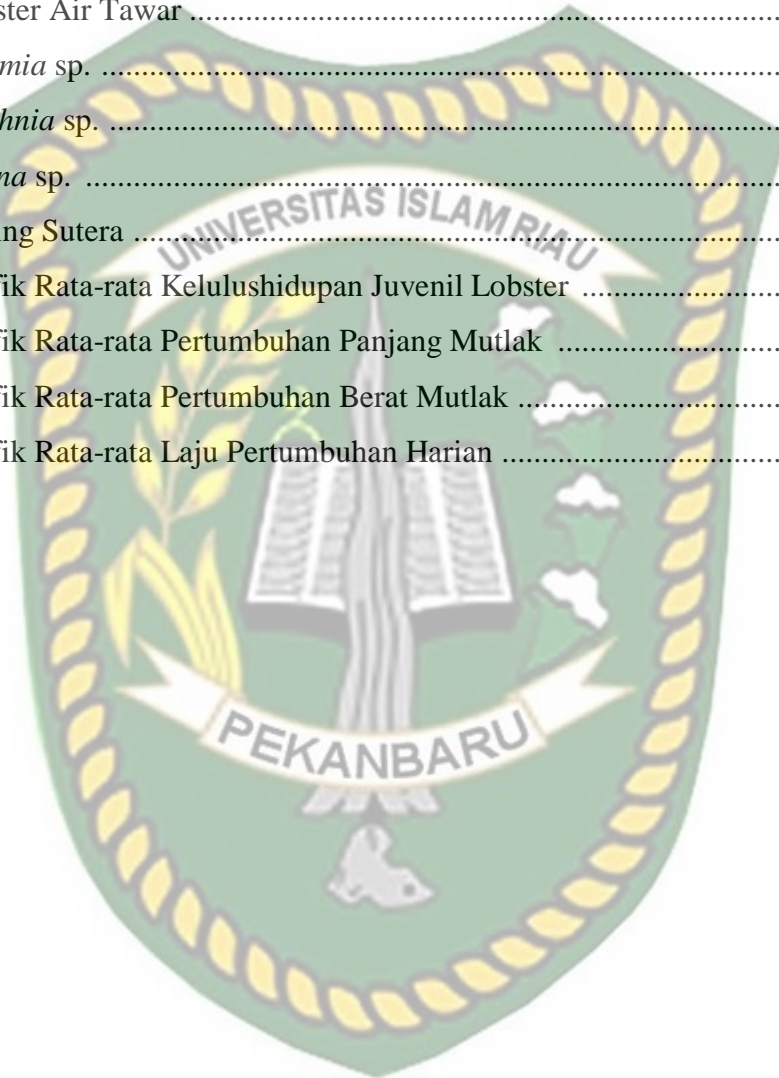 ster Air Tawar ....................................................................
mia sp. ....................................................................
hnia sp. ....................................................................
na sp. ....................................................................
ing Sutera ....................................................................
fik Rata-rata Kelulushidupan Juvenil Lobster ..........................
fik Rata-rata Pertumbuhan Panjang Mutlak ............................
fik Rata-rata Pertumbuhan Berat Mutlak ................................
fik Rata-rata Laju Pertumbuhan Harian ..................................
UNIVERSITAS ISLAM RIAU
PEKANBARU